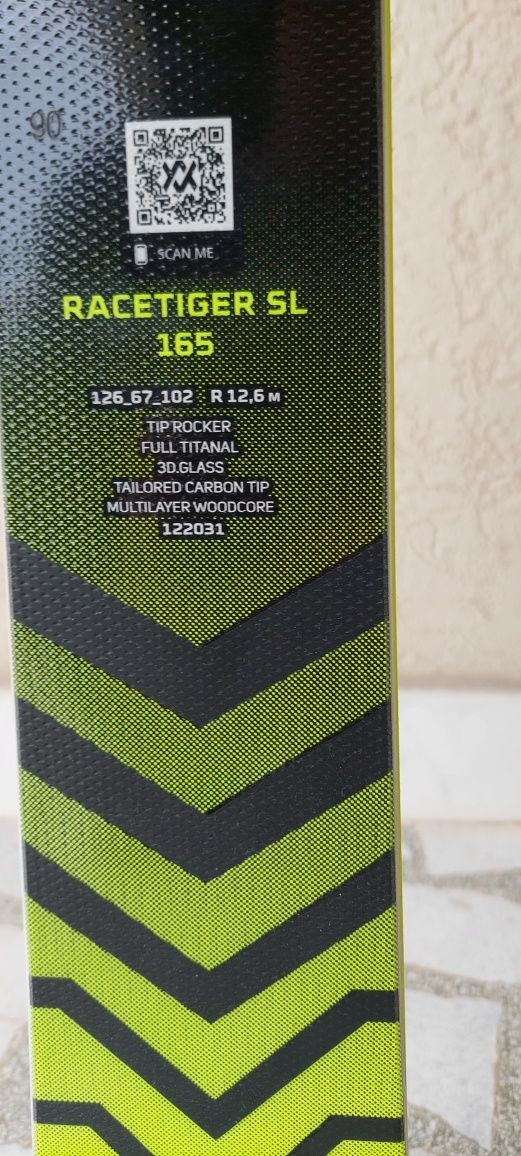 90
SCAN ME
RACETIGER SL
165
126_67_102 R 12,6 M
TIP ROCKER
FULL TITANAL
3D.GLASS
TAILORED CARBON TIP
MULTILAYER WOODCORE
122031